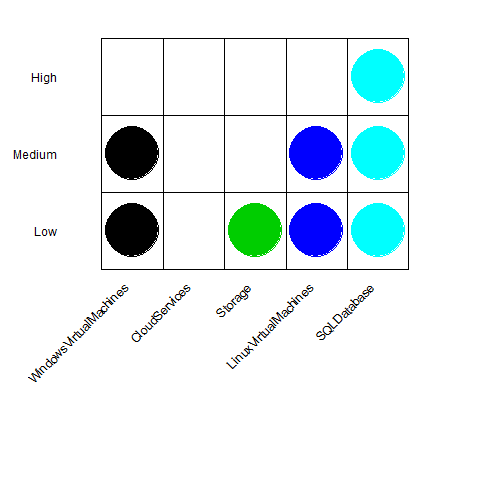 High
Medium
Low
WindowsVirtualMachines
CloudServices
Storage
LinuxVirtualMachines
SQLDatabase